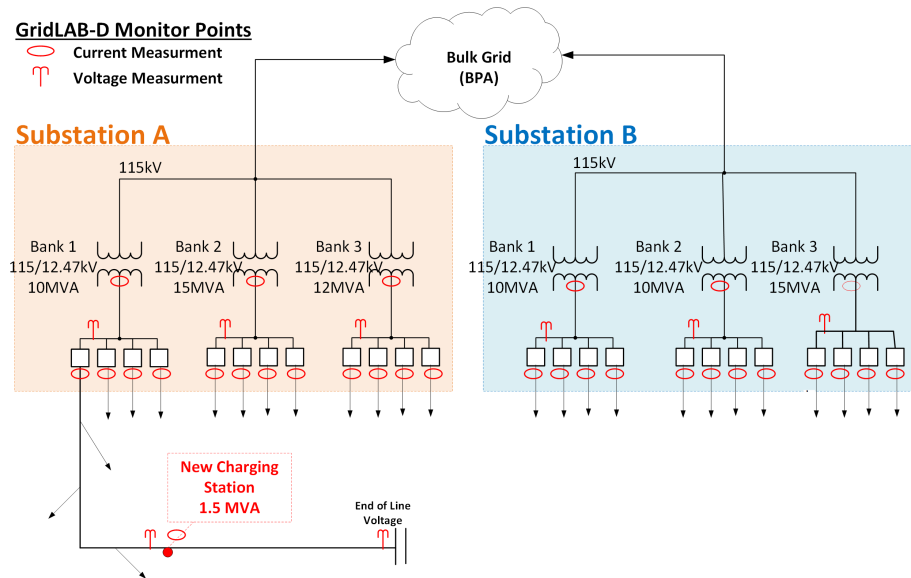 GridLAB-D Monitor Points
Current Measurment
Voltage Measurment
Bulk Grid
(BPA)
Substation A
115kV
Bank 1
115/12.47kV
10MVA
Bank 2
115/12.47kV
15MVA
Bank 3
115/12.47kV
12MVA
Substation B
115kV
Bank 1
115/12.47kV
10MVA
Bank 2
115/12.47kV
10MVA
Bank 3
115/12.47kV
15MVA
New Charging
Station
1.5 MVA
End of Line
Voltage